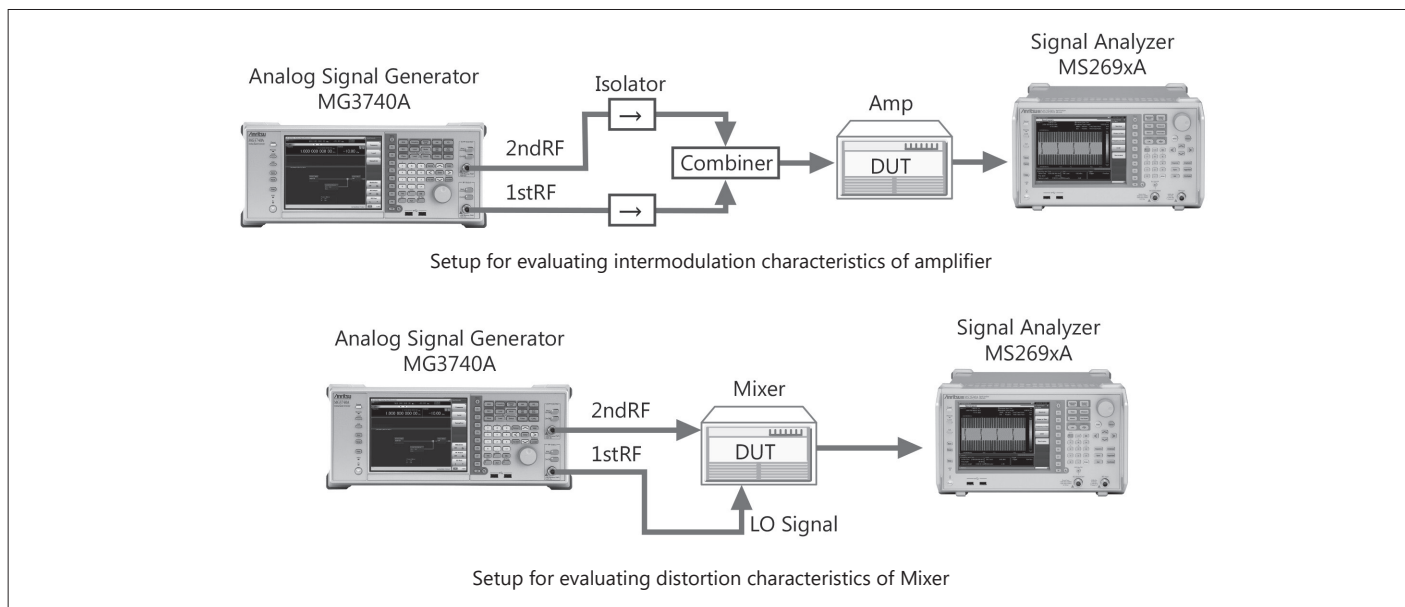 Signal Analyzer
MS269xA
Analog Signal Generator
MG3740A
Isolator
Amp
2ndRF
→
Combiner
DUT
1stRF
→
Setup for evaluating intermodulation characteristics of amplifier
Signal Analyzer
MS269xA
Analog Signal Generator
MG3740A
Mixer
2ndRF
DUT
1stRF
LO Signal
Setup for evaluating distortion characteristics of Mixer